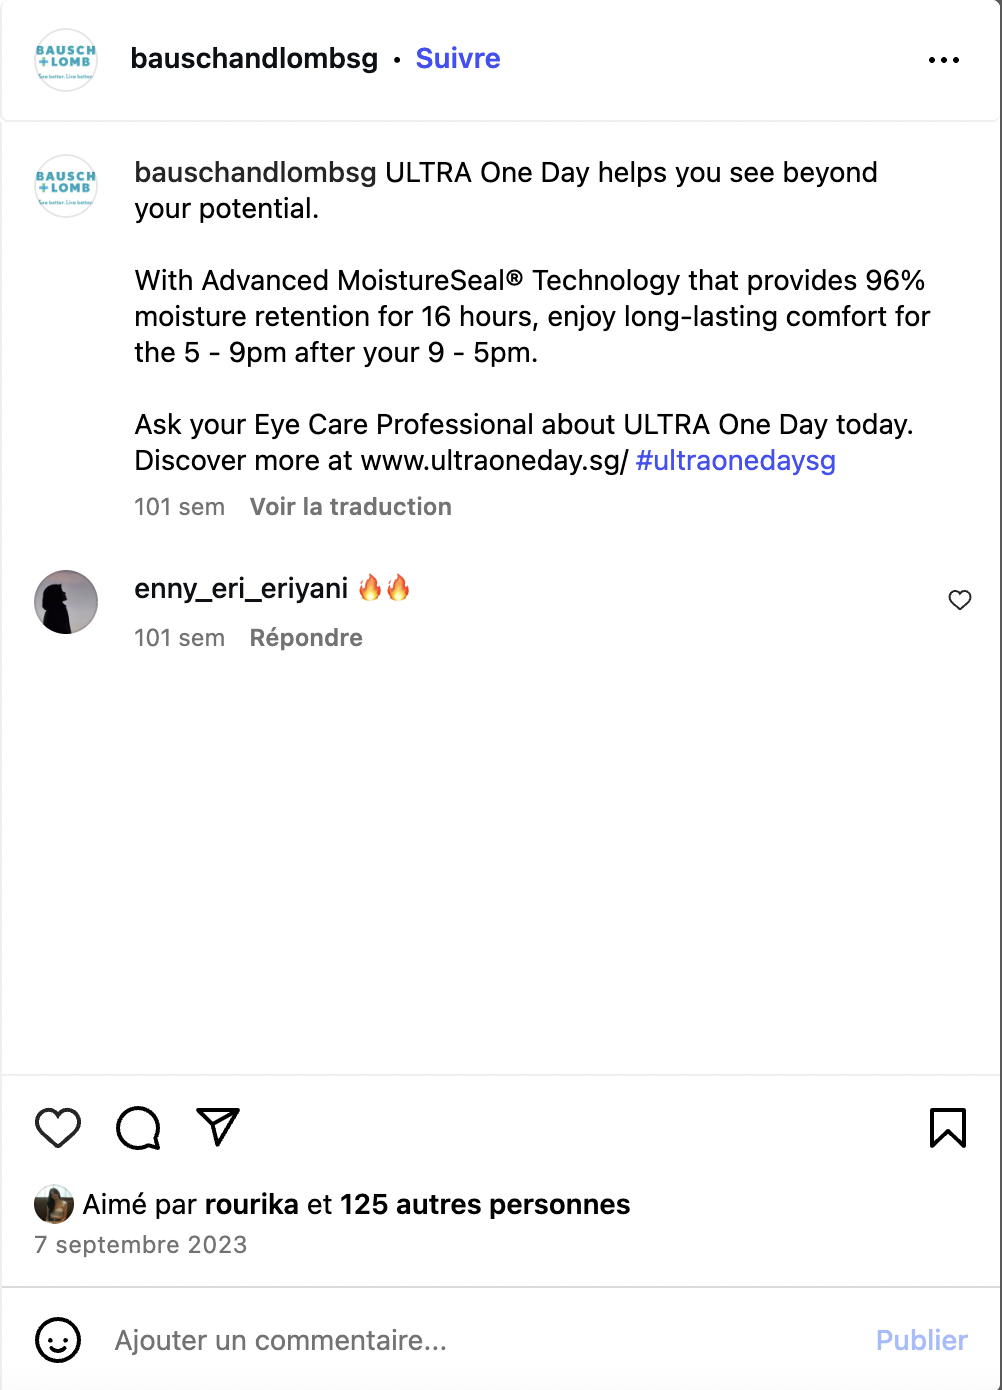 BAUSCH
+LOMB
See better. Live better.
bauschandlombsg • Suivre
BAUSCH
+LOMB
See better. Live better.
bauschandlombsg ULTRA One Day helps you see beyond
your potential.
With Advanced MoistureSeal® Technology that provides 96%
moisture retention for 16 hours, enjoy long-lasting comfort for
the 5 - 9pm after your 9 - 5pm.
Ask your Eye Care Professional about ULTRA One Day today.
Discover more at www.ultraoneday.sg/ #ultraonedaysg
101 sem Voir la traduction
enny_eri_eriyani 🔥🔥
101 sem Répondre
Aimé par rourika et 125 autres personnes
7 septembre 2023
Ajouter un commentaire...
Publier